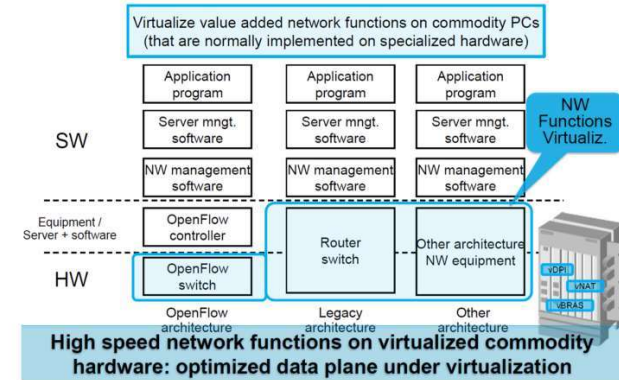 Virtualize value added network functions on commodity PCs
(that are normally implemented on specialized hardware)
Application
program
Application
program
Application
program
NW
Functions
Virtualiz.
SW
Server mngt.
software
Server mngt.
software
Server mngt.
software
NW management
software
NW management
software
NW management
software
Equipment /
Server + software
OpenFlow
controller
Router
switch
Other architecture
NW equipment
HW
OpenFlow
switch
vDPI
vNAT
vBRAS
OpenFlow
architecture
Legacy
architecture
Other
architecture
High speed network functions on virtualized commodity
hardware: optimized data plane under virtualization